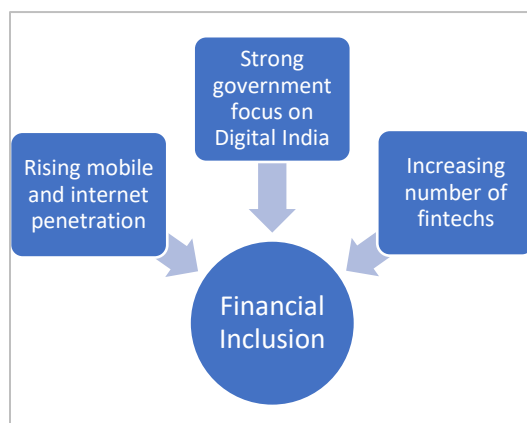 Strong
government
focus on
Digital India
Rising mobile
and internet
penetration
Increasing
number of
fintechs
Financial
Inclusion